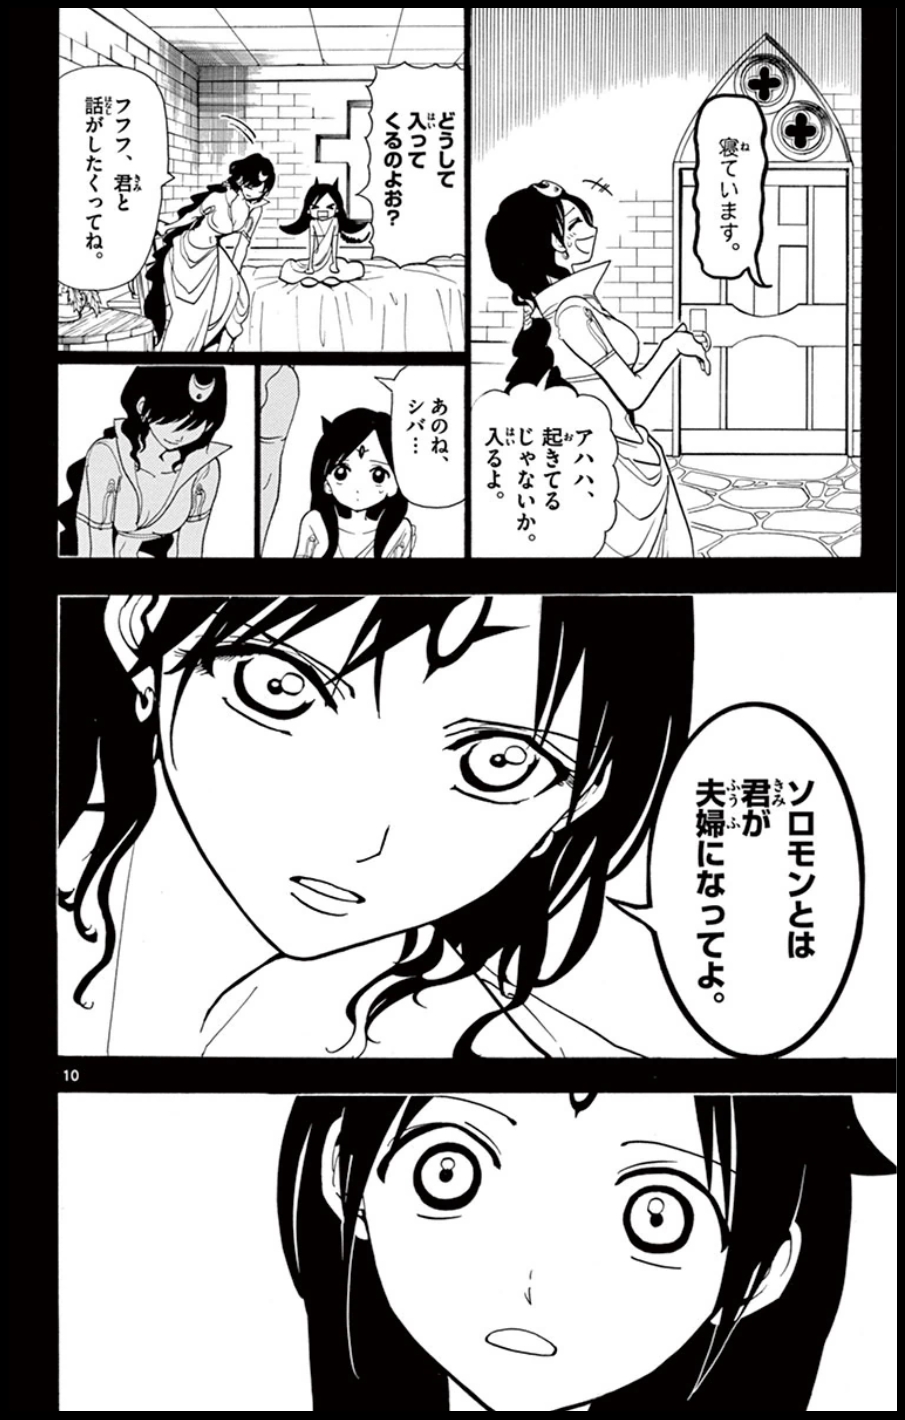 寝ています。
アハハ、
起きてる
じゃないか。
入るよ。
どうして
入って
くるのよお？
フフフ、君と
話がしたくってね。
あのね、
シバ…
ソロモンとは
君が
夫婦になってよ。
10